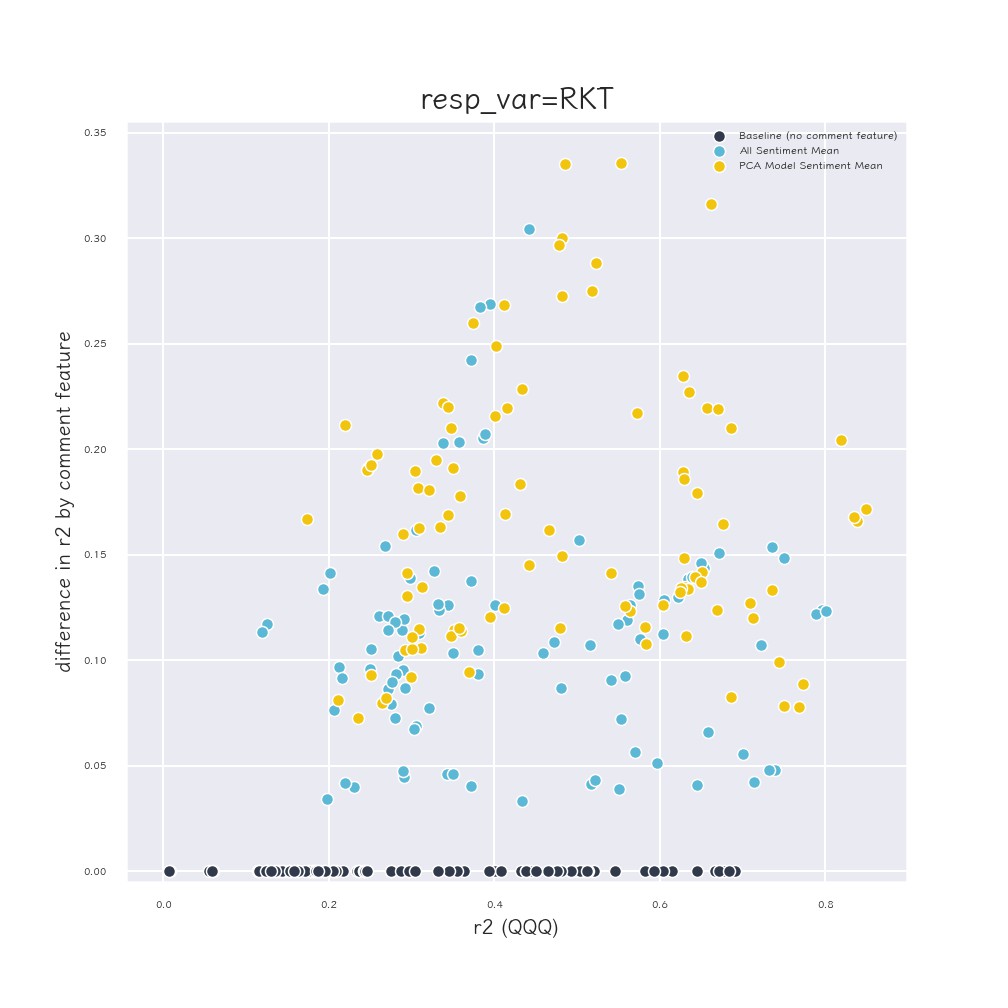 resp_var=RKT
Baseline (no comment feature)
All Sentiment Mean
PCA Model Sentiment Mean
difference in r2 by comment feature
0.35
0.30
0.25
0.20
0.15
0.10
0.05
0.00
0.0 0.2 0.4 0.6 0.8
r2 (QQQ)